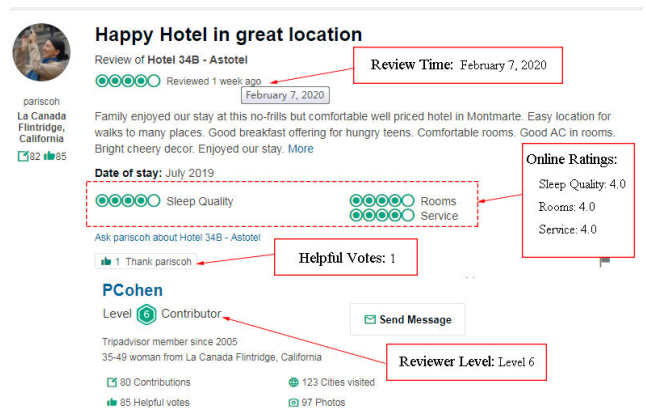 Happy Hotel in great location
Review of Hotel 34B - Astotel
Reviewed 1 week ago
February 7, 2020
Review Time: February 7, 2020
pariscoh
La Canada
Flintridge,
California
82 85
Family enjoyed our stay at this no-frills but comfortable well priced hotel in Montmarte. Easy location for
walks to many places. Good breakfast offering for hungry teens. Comfortable rooms. Good AC in rooms.
Bright cheery decor. Enjoyed our stay. More
Date of stay: July 2019
Sleep Quality
Rooms
Service
Online Ratings:
Sleep Quality: 4.0
Rooms: 4.0
Service: 4.0
Ask pariscoh about Hotel 34B - Astotel
1 Thank pariscoh
Helpful Votes: 1
PCohen
Level 6 Contributor
Send Message
Tripadvisor member since 2005
35-49 woman from La Canada Flintridge, California
Reviewer Level: Level 6
80 Contributions
123 Cities visited
85 Helpful votes
97 Photos